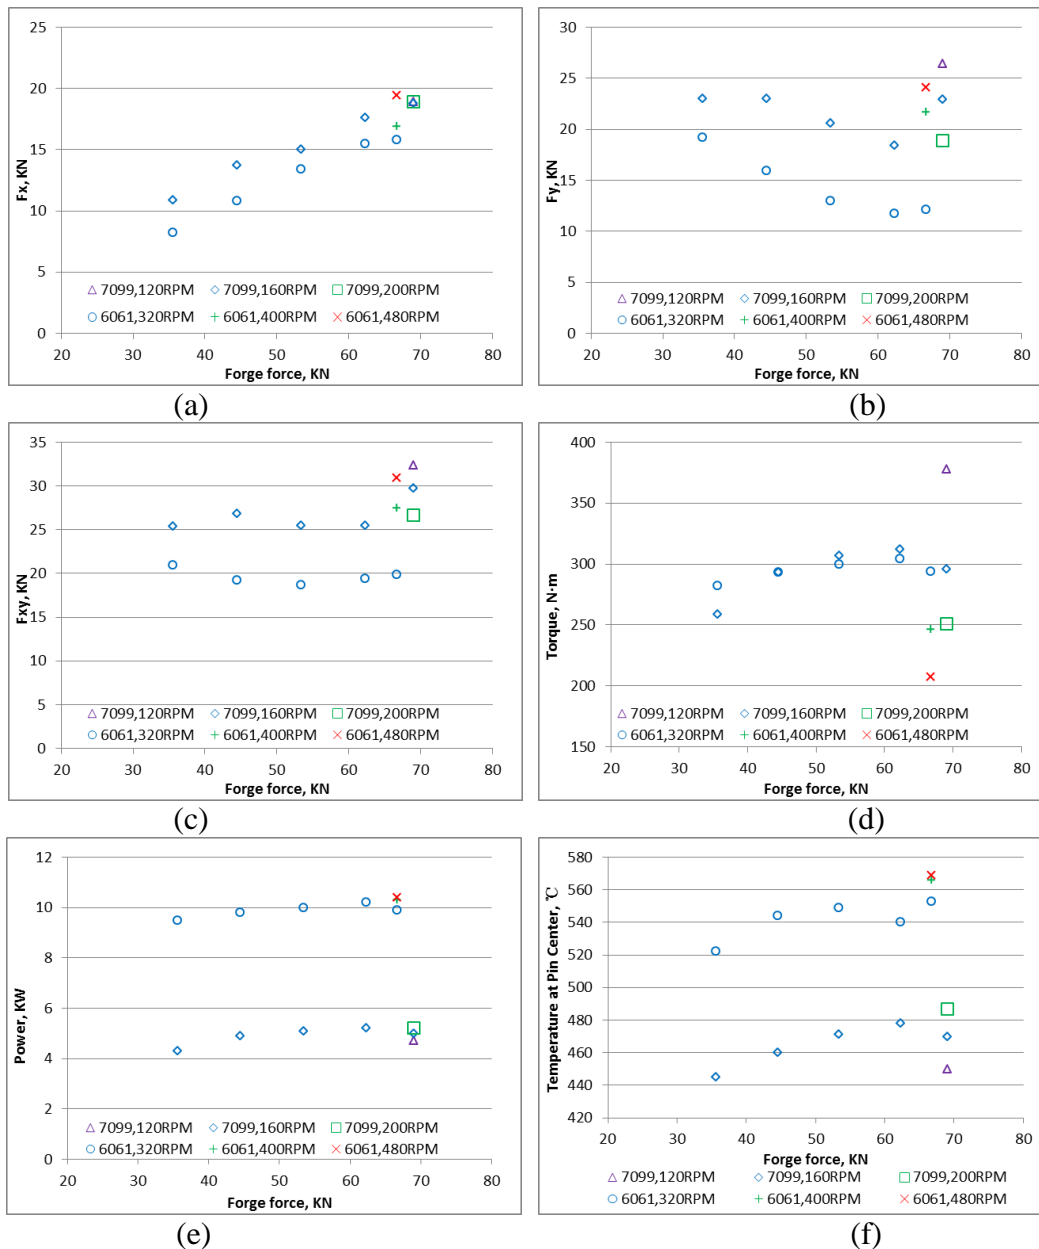 25
20
15
10
5
0
Fx, KN
△ 7099,120RPM ◇ 7099,160RPM □ 7099,200RPM
○ 6061,320RPM + 6061,400RPM × 6061,480RPM
20 30 40 50 60 70 80
Forge force, KN
(a)
30
25
20
15
10
5
0
Fy, KN
△ 7099,120RPM ◇ 7099,160RPM □ 7099,200RPM
○ 6061,320RPM + 6061,400RPM × 6061,480RPM
20 30 40 50 60 70 80
Forge force, KN
(b)
35
30
25
20
15
10
5
0
Fxy, KN
△ 7099,120RPM ◇ 7099,160RPM □ 7099,200RPM
○ 6061,320RPM + 6061,400RPM × 6061,480RPM
20 30 40 50 60 70 80
Forge force, KN
(c)
400
350
300
250
200
150
Torque, N·m
△ 7099,120RPM ◇ 7099,160RPM □ 7099,200RPM
○ 6061,320RPM + 6061,400RPM × 6061,480RPM
20 30 40 50 60 70 80
Forge force, KN
(d)
12
10
8
6
4
2
0
Power, KW
△ 7099,120RPM ◇ 7099,160RPM □ 7099,200RPM
○ 6061,320RPM + 6061,400RPM × 6061,480RPM
20 30 40 50 60 70 80
Forge force, KN
(e)
580
560
540
520
500
480
460
440
420
Temperature at Pin Center, ℃
20 30 40 50 60 70 80
Forge force, KN
△ 7099,120RPM ◇ 7099,160RPM □ 7099,200RPM
○ 6061,320RPM + 6061,400RPM × 6061,480RPM
(f)